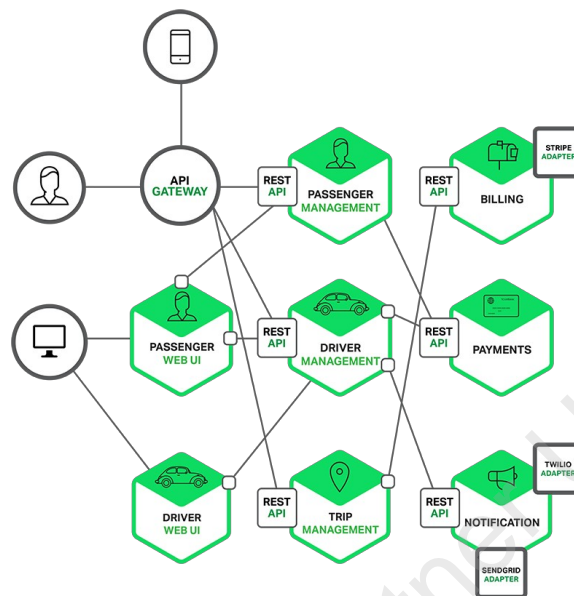 API
GATEWAY
REST
API
PASSENGER
MANAGEMENT
REST
API
BILLING
STRIPE
ADAPTER
PASSENGER
WEB UI
REST
API
DRIVER
MANAGEMENT
REST
API
PAYMENTS
DRIVER
WEB UI
REST
API
TRIP
MANAGEMENT
REST
API
NOTIFICATION
TWILIO
ADAPTER
SENDGRID
ADAPTER